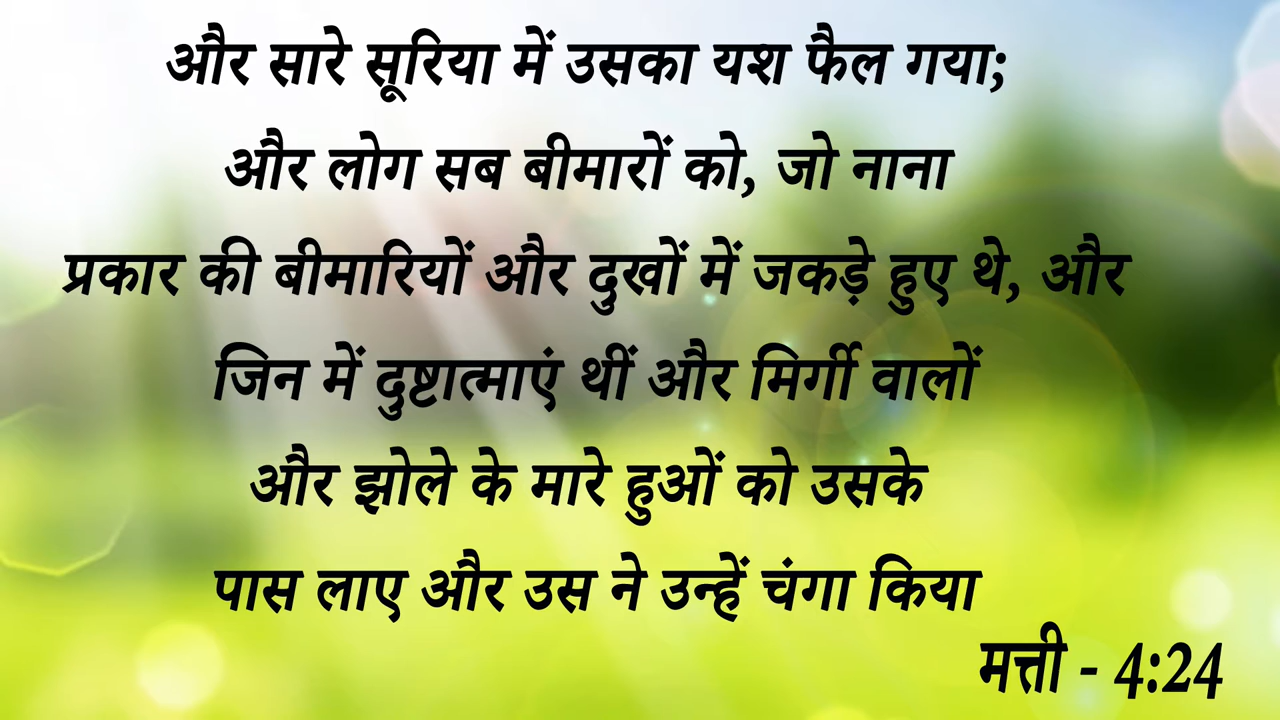 और सारे सूरिया में उसका यश फैल गया;
और लोग सब बीमारों को, जो नाना
प्रकार की बीमारियों और दुखों में जकड़े हुए थे, और
जिन में दुष्टात्माएं थीं और मिर्गी वालों
और झोले के मारे हुओं को उसके
पास लाए और उस ने उन्हें चंगा किया
मत्ती - 4:24